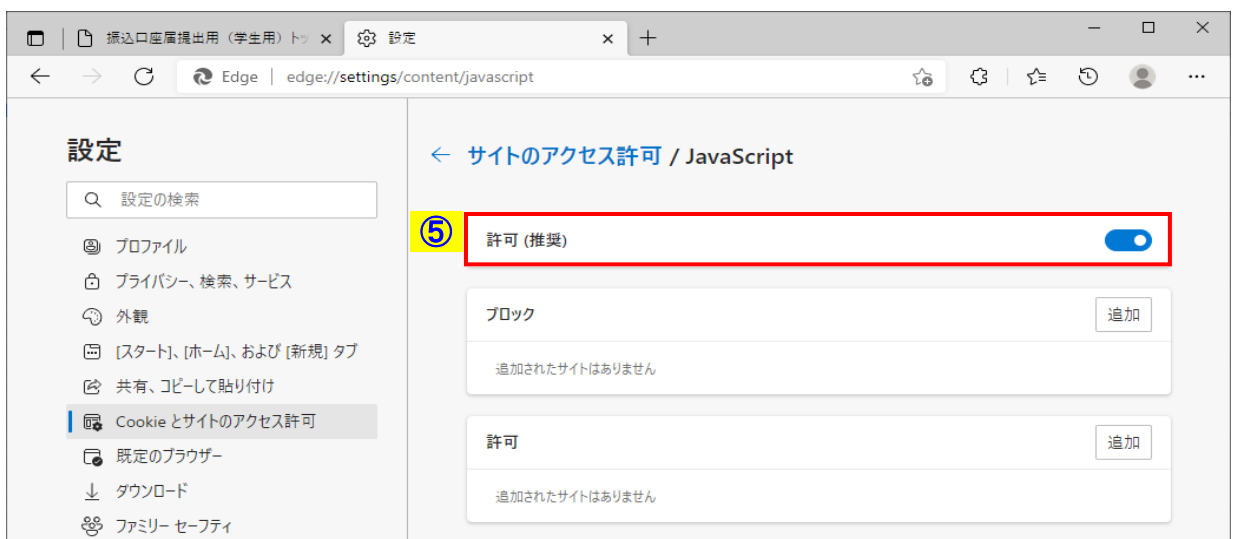 振込口座届提出用（学生用）トッ
設定
Edge | edge://settings/content/javascript
設定
設定の検索
プロファイル
プライバシー、検索、サービス
外観
[スタート]、[ホーム]、および [新規] タブ
共有、コピーして貼り付け
Cookie とサイトのアクセス許可
既定のブラウザー
ダウンロード
ファミリー セーフティ
サイトのアクセス許可 / JavaScript
⑤
許可 (推奨)
ブロック
追加
追加されたサイトはありません
許可
追加
追加されたサイトはありません